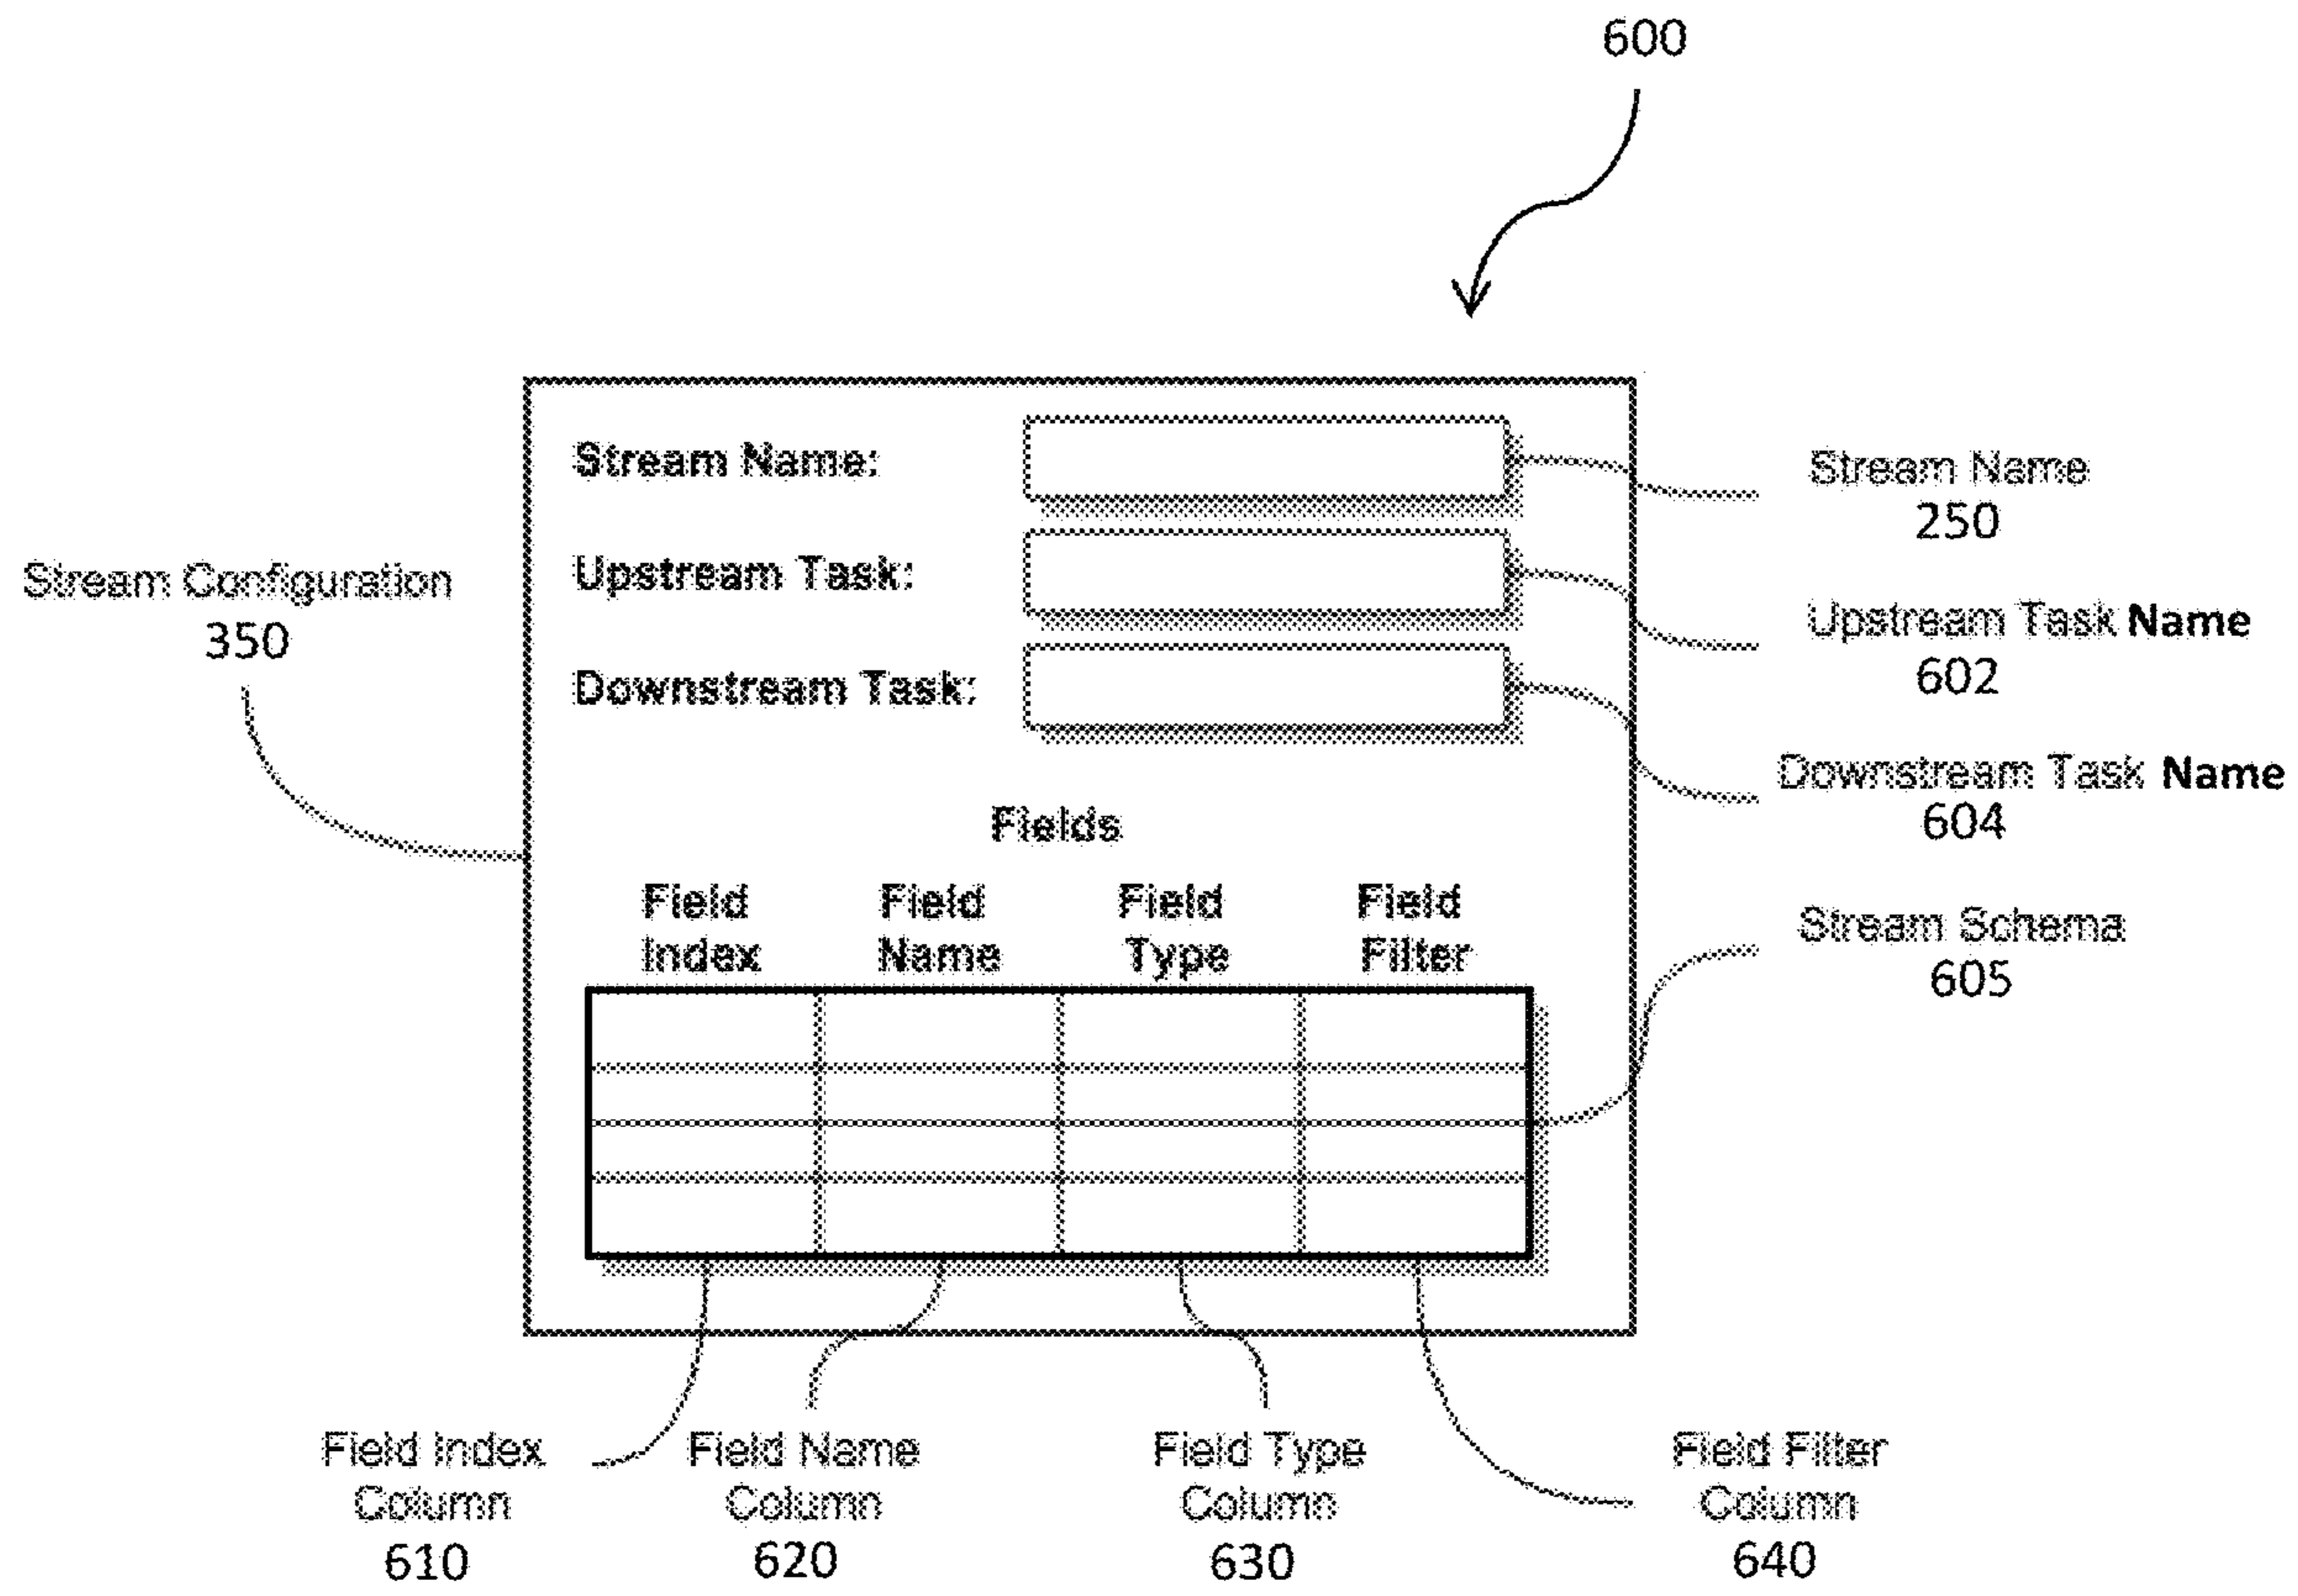 600
Stream Name:
Stream Name
250
Stream Configuration
350
Upstream Task:
Upstream Task Name
602
Downstream Task:
Downstream Task Name
604
Fields
Field Index
Field Name
Field Type
Field Filter
Stream Schema
605
Field Index
Column
610
Field Name
Column
620
Field Type
Column
630
Field Filter
Column
640